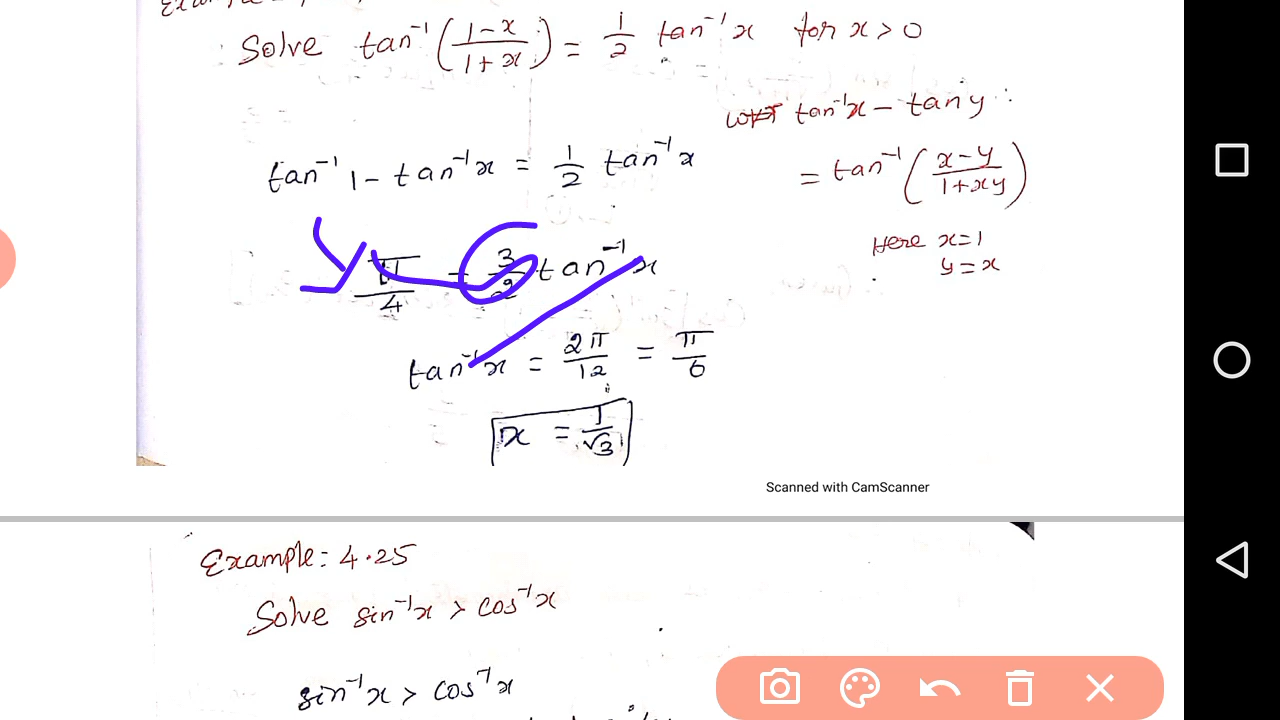 Solve tan⁻¹(1-x/1+x) = 1/2 tan⁻¹x for x > 0
tan⁻¹x - tan y
= tan⁻¹(x-y/1+xy)
Here x=1
y=x
tan⁻¹ 1 - tan⁻¹x = 1/2 tan⁻¹x
π/4 = 3/2 tan⁻¹x
tan⁻¹x = 2π/12 = π/6
x = 1/√3
Scanned with CamScanner
Example: 4.25
Solve sin⁻¹x > cos⁻¹x
sin⁻¹x > cos⁻¹x